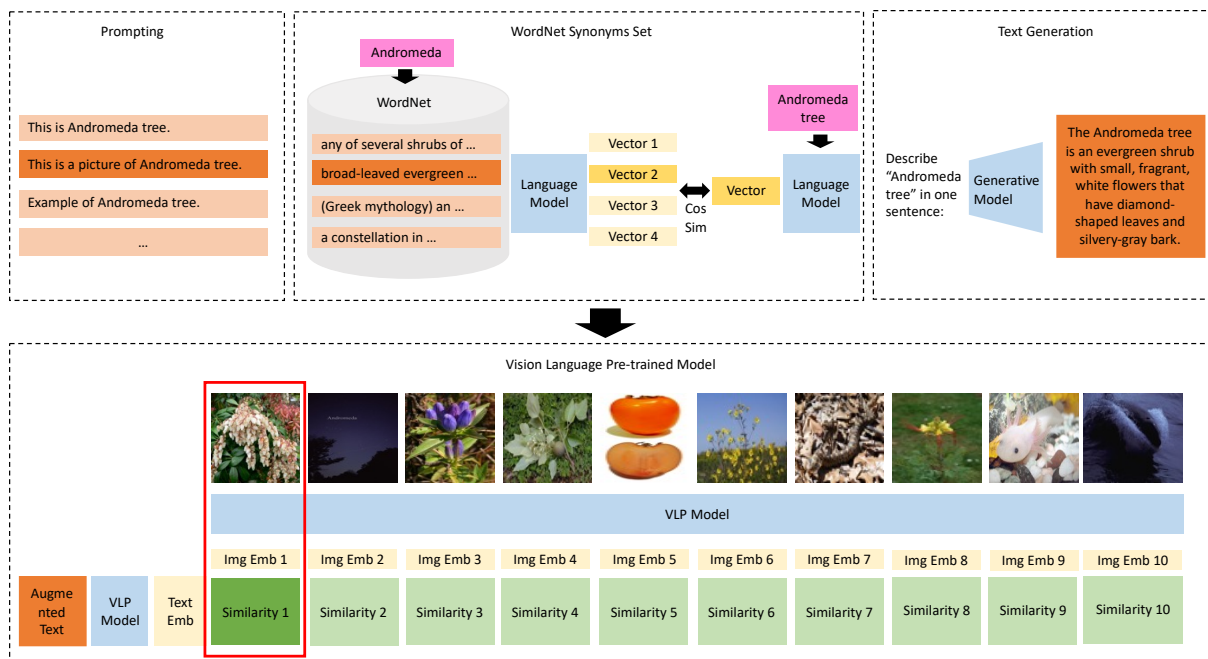 Prompting
This is Andromeda tree.
This is a picture of Andromeda tree.
Example of Andromeda tree.
...
WordNet Synonyms Set
Andromeda
WordNet
any of several shrubs of ...
broad-leaved evergreen ...
(Greek mythology) an ...
a constellation in ...
Language
Model
Vector 1
Vector 2
Vector 3
Vector 4
Cos
Sim
Vector
Andromeda
tree
Language
Model
Text Generation
Describe
“Andromeda
tree” in one
sentence:
Generative
Model
The Andromeda tree
is an evergreen shrub
with small, fragrant,
white flowers that
have diamond-
shaped leaves and
silvery-gray bark.
Vision Language Pre-trained Model
Andromeda
VLP Model
Img Emb 1
Img Emb 2
Img Emb 3
Img Emb 4
Img Emb 5
Img Emb 6
Img Emb 7
Img Emb 8
Img Emb 9
Img Emb 10
Augme
nted
Text
VLP
Model
Text
Emb
Similarity 1
Similarity 2
Similarity 3
Similarity 4
Similarity 5
Similarity 6
Similarity 7
Similarity 8
Similarity 9
Similarity 10